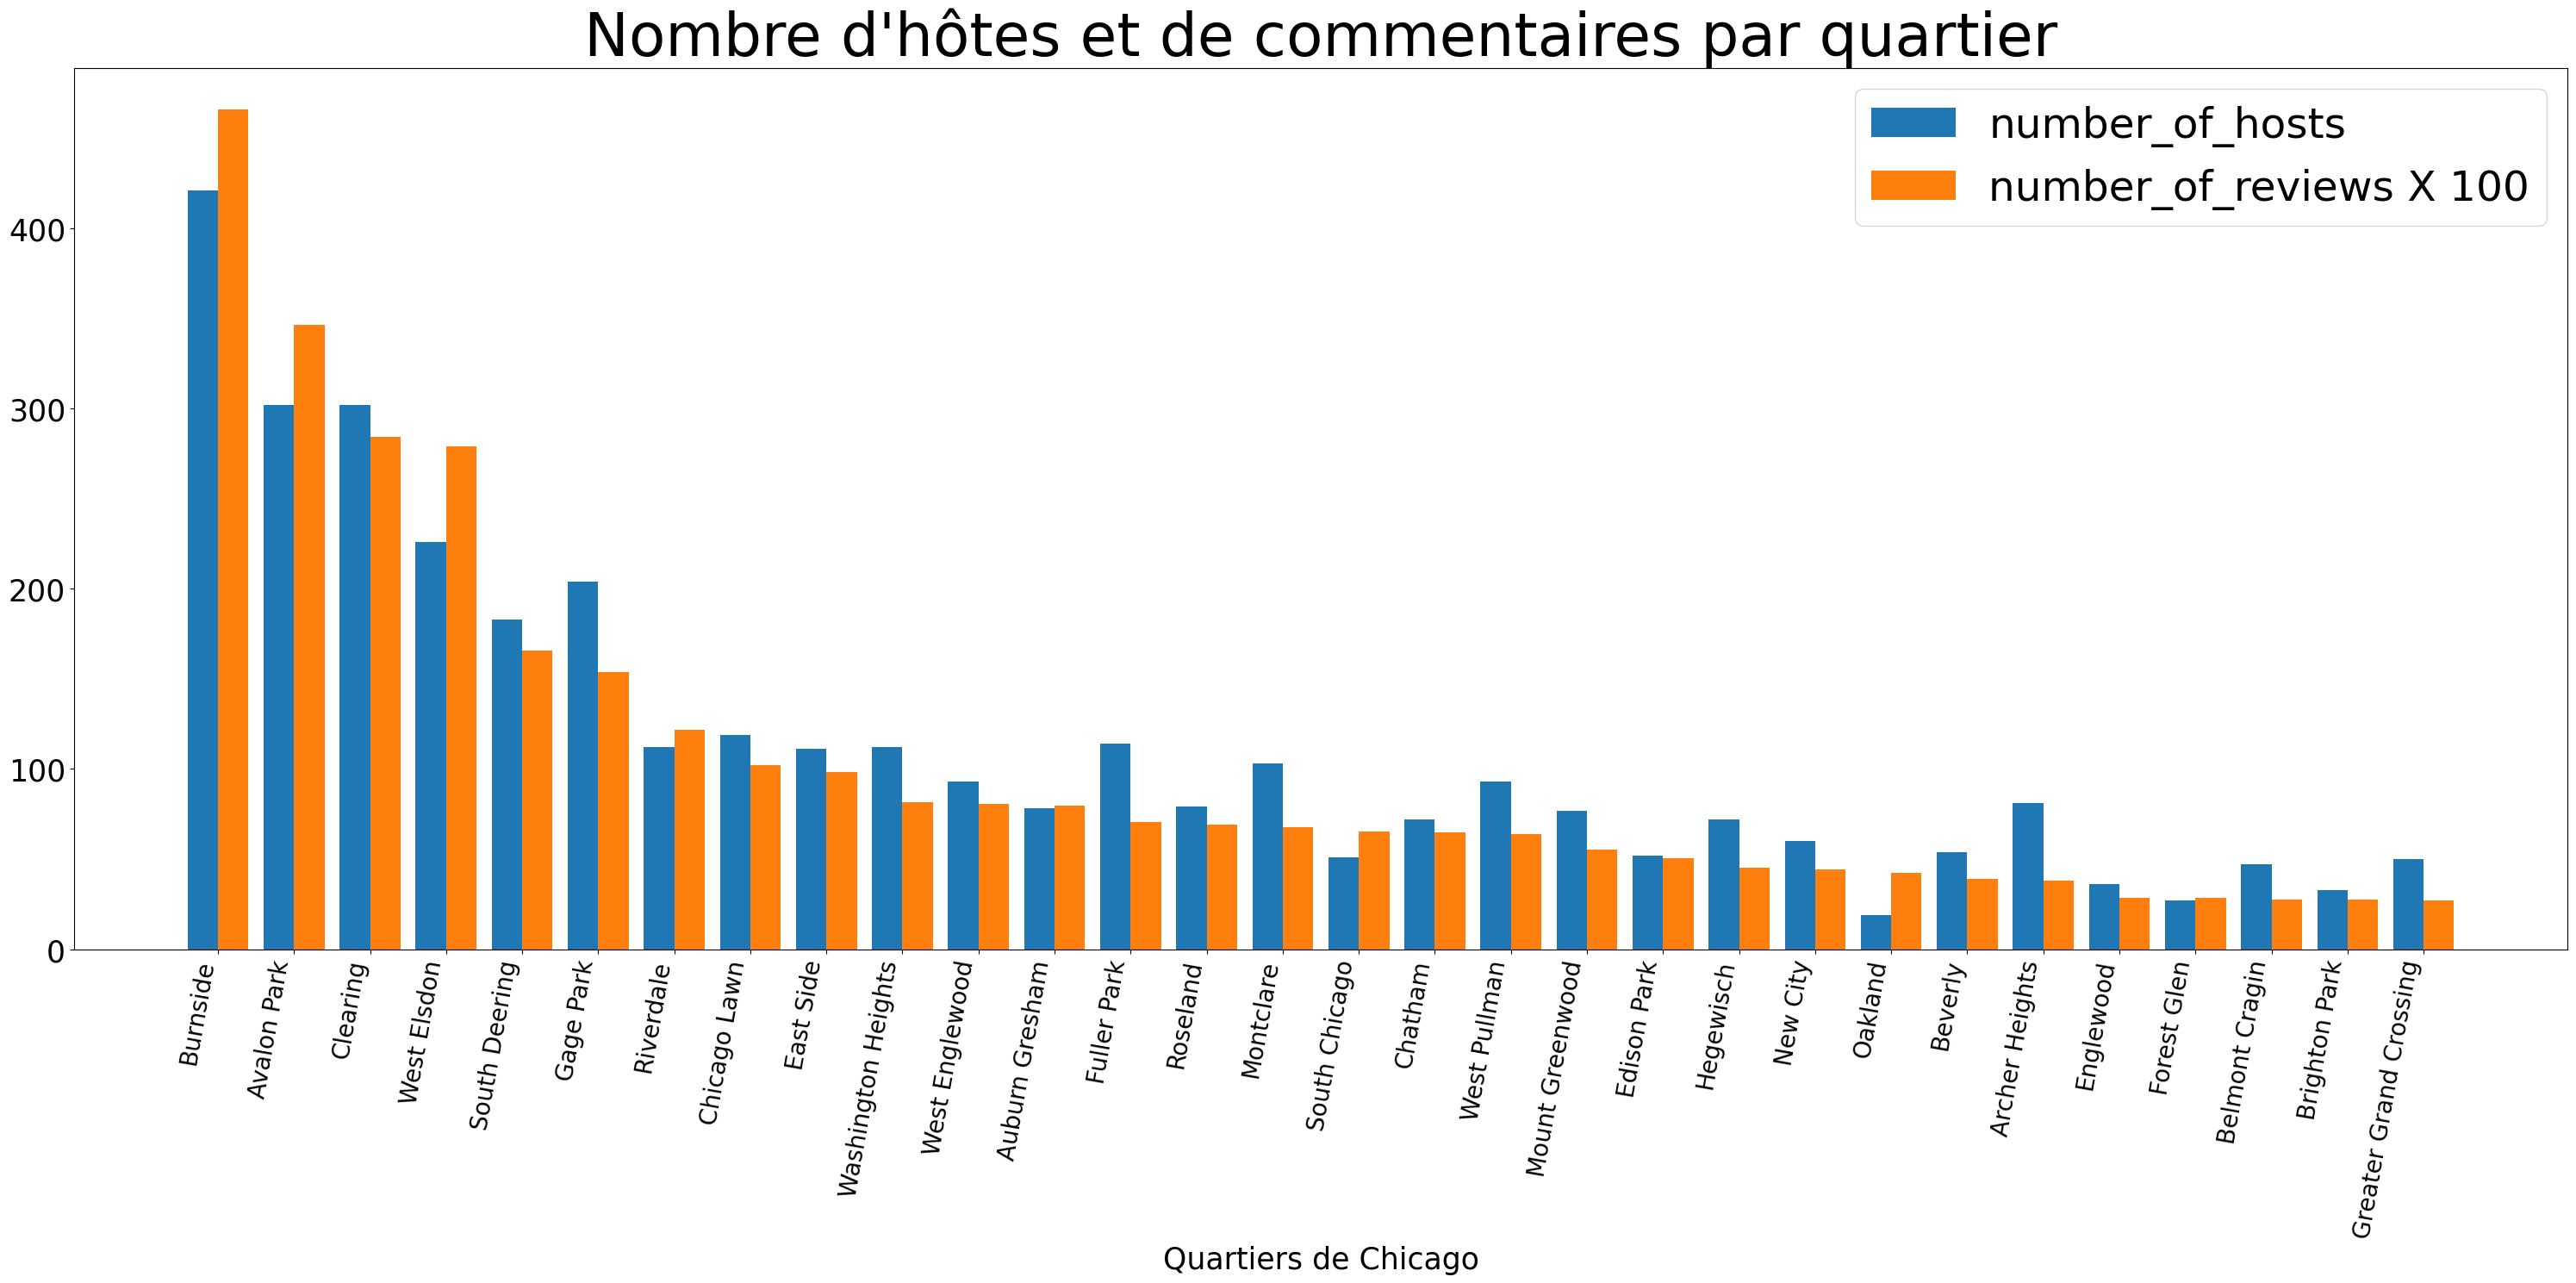 Nombre d'hôtes et de commentaires par quartier
number_of_hosts
number_of_reviews X 100
400
300
200
100
0
Burnside
Avalon Park
Clearing
West Elsdon
South Deering
Gage Park
Riverdale
Chicago Lawn
East Side
Washington Heights
West Englewood
Auburn Gresham
Fuller Park
Roseland
Montclare
South Chicago
Chatham
West Pullman
Mount Greenwood
Edison Park
Hegewisch
New City
Oakland
Beverly
Archer Heights
Englewood
Forest Glen
Belmont Cragin
Brighton Park
Greater Grand Crossing
Quartiers de Chicago